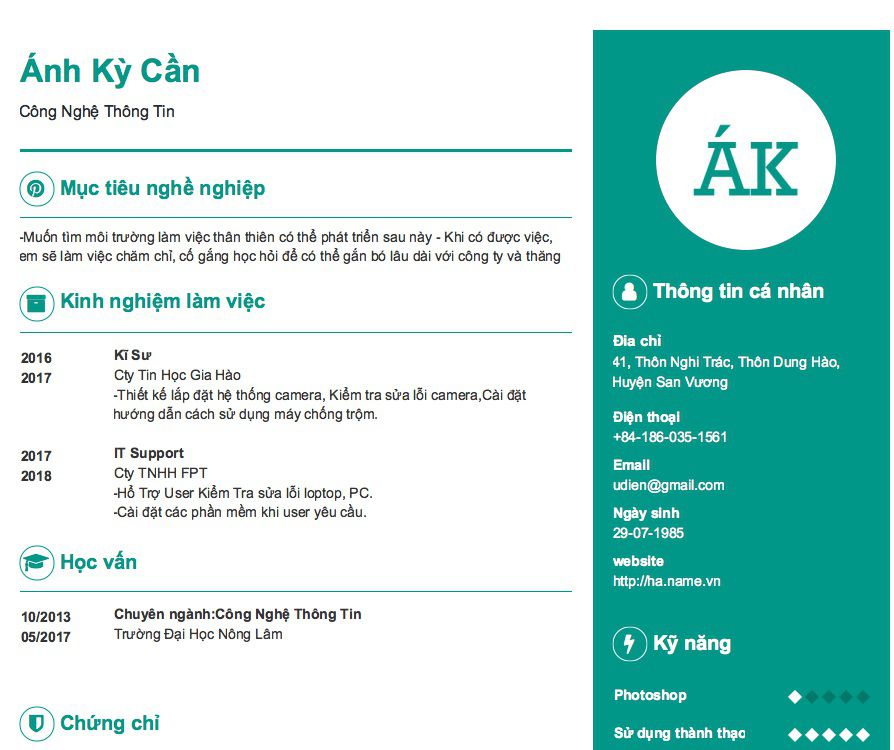 Ánh Kỳ Cần
Công Nghệ Thông Tin
Mục tiêu nghề nghiệp
-Muốn tìm môi trường làm việc thân thiên có thể phát triển sau này - Khi có được việc,
em sẽ làm việc chăm chỉ, cố gắng học hỏi để có thể gắn bó lâu dài với công ty và thăng
Kinh nghiệm làm việc
2016
2017
Kĩ Sư
Cty Tin Học Gia Hào
-Thiết kế lắp đặt hệ thống camera, Kiểm tra sửa lỗi camera,Cài đặt
hướng dẫn cách sử dụng máy chống trộm.
2017
2018
IT Support
Cty TNHH FPT
-Hổ Trợ User Kiểm Tra sửa lỗi loptop, PC.
-Cài đặt các phần mềm khi user yêu cầu.
Học vấn
10/2013
05/2017
Chuyên ngành:Công Nghệ Thông Tin
Trường Đại Học Nông Lâm
Chứng chỉ
ÁK
Thông tin cá nhân
Địa chỉ
41, Thôn Nghi Trác, Thôn Dung Hào,
Huyện San Vương
Điện thoại
+84-186-035-1561
Email
udien@gmail.com
Ngày sinh
29-07-1985
website
http://ha.name.vn
Kỹ năng
Photoshop
Sử dụng thành thạo